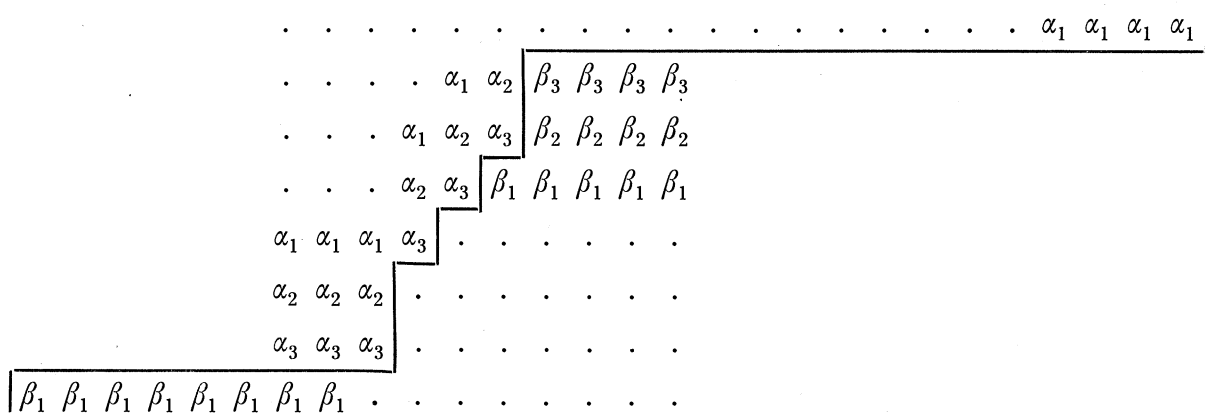 . . . . . . . . . . . . . . . . . . α₁ α₁ α₁ α₁
. . . . α₁ α₂ β₃ β₃ β₃ β₃
. . . α₁ α₂ α₃ β₂ β₂ β₂ β₂
. . . α₂ α₃ β₁ β₁ β₁ β₁ β₁
α₁ α₁ α₁ α₃ . . . . . .
α₂ α₂ α₂ . . . . . . .
α₃ α₃ α₃ . . . . . . .
β₁ β₁ β₁ β₁ β₁ β₁ β₁ β₁ . . . . . . . .